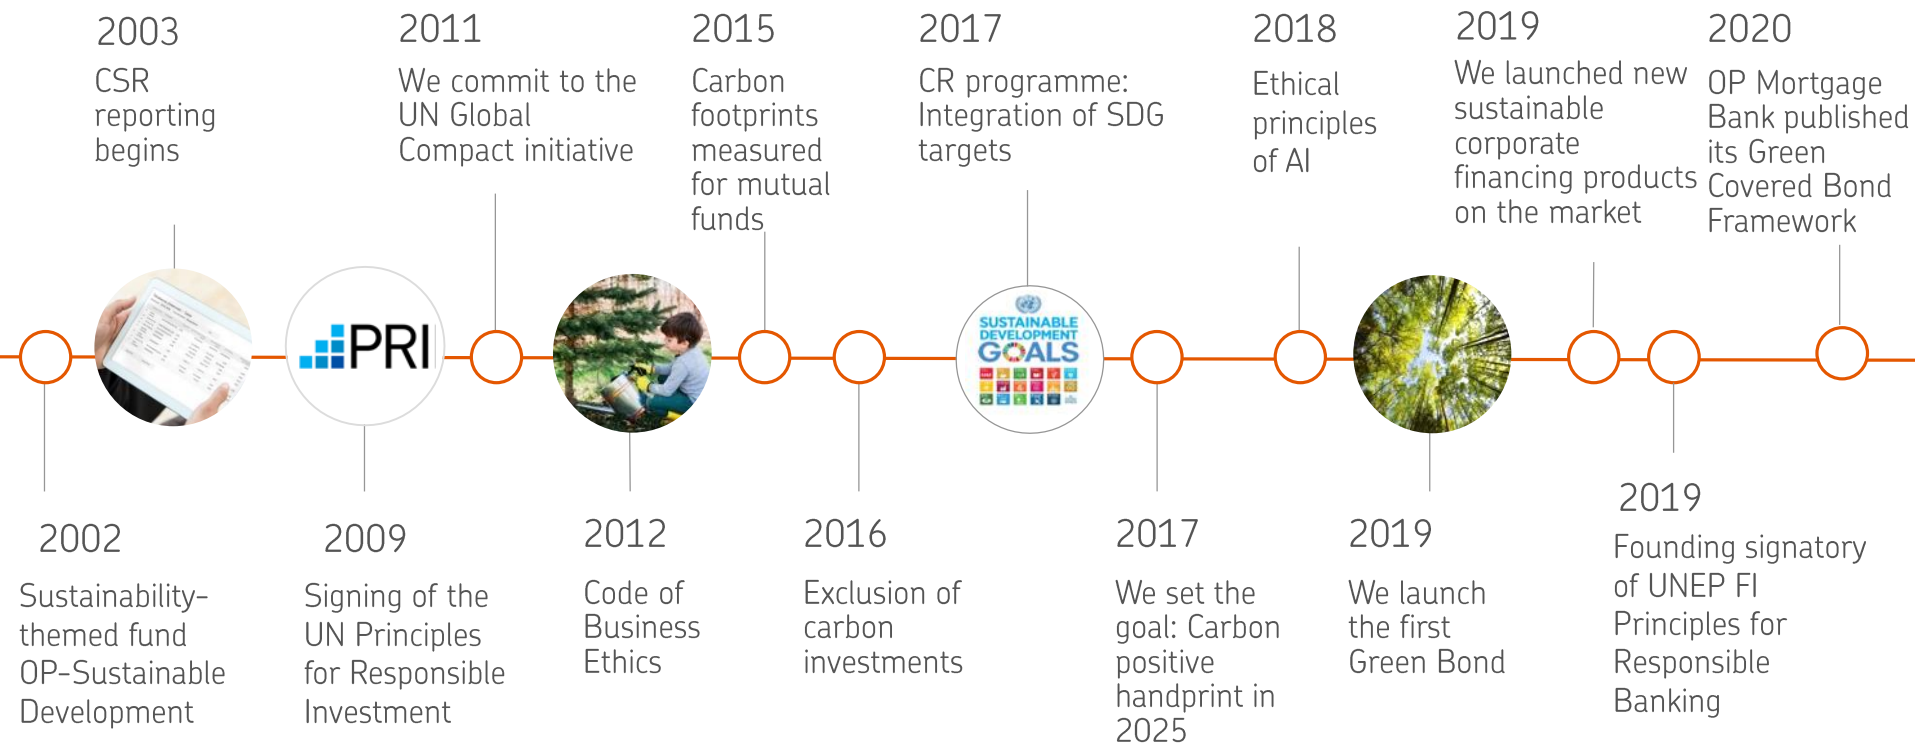 2003
CSR
reporting
begins
2011
We commit to the
UN Global
Compact initiative
2015
Carbon
footprints
measured
for mutual
funds
2017
CR programme:
Integration of SDG
targets
2018
Ethical
principles
of AI
2019
We launched new
sustainable
corporate
financing products
on the market
2020
OP Mortgage
Bank published
its Green
Covered Bond
Framework
PRI
SUSTAINABLE
DEVELOPMENT
GOALS
2002
Sustainability-
themed fund
OP-Sustainable
Development
2009
Signing of the
UN Principles
for Responsible
Investment
2012
Code of
Business
Ethics
2016
Exclusion of
carbon
investments
2017
We set the
goal: Carbon
positive
handprint in
2025
2019
We launch
the first
Green Bond
2019
Founding signatory
of UNEP FI
Principles for
Responsible
Banking